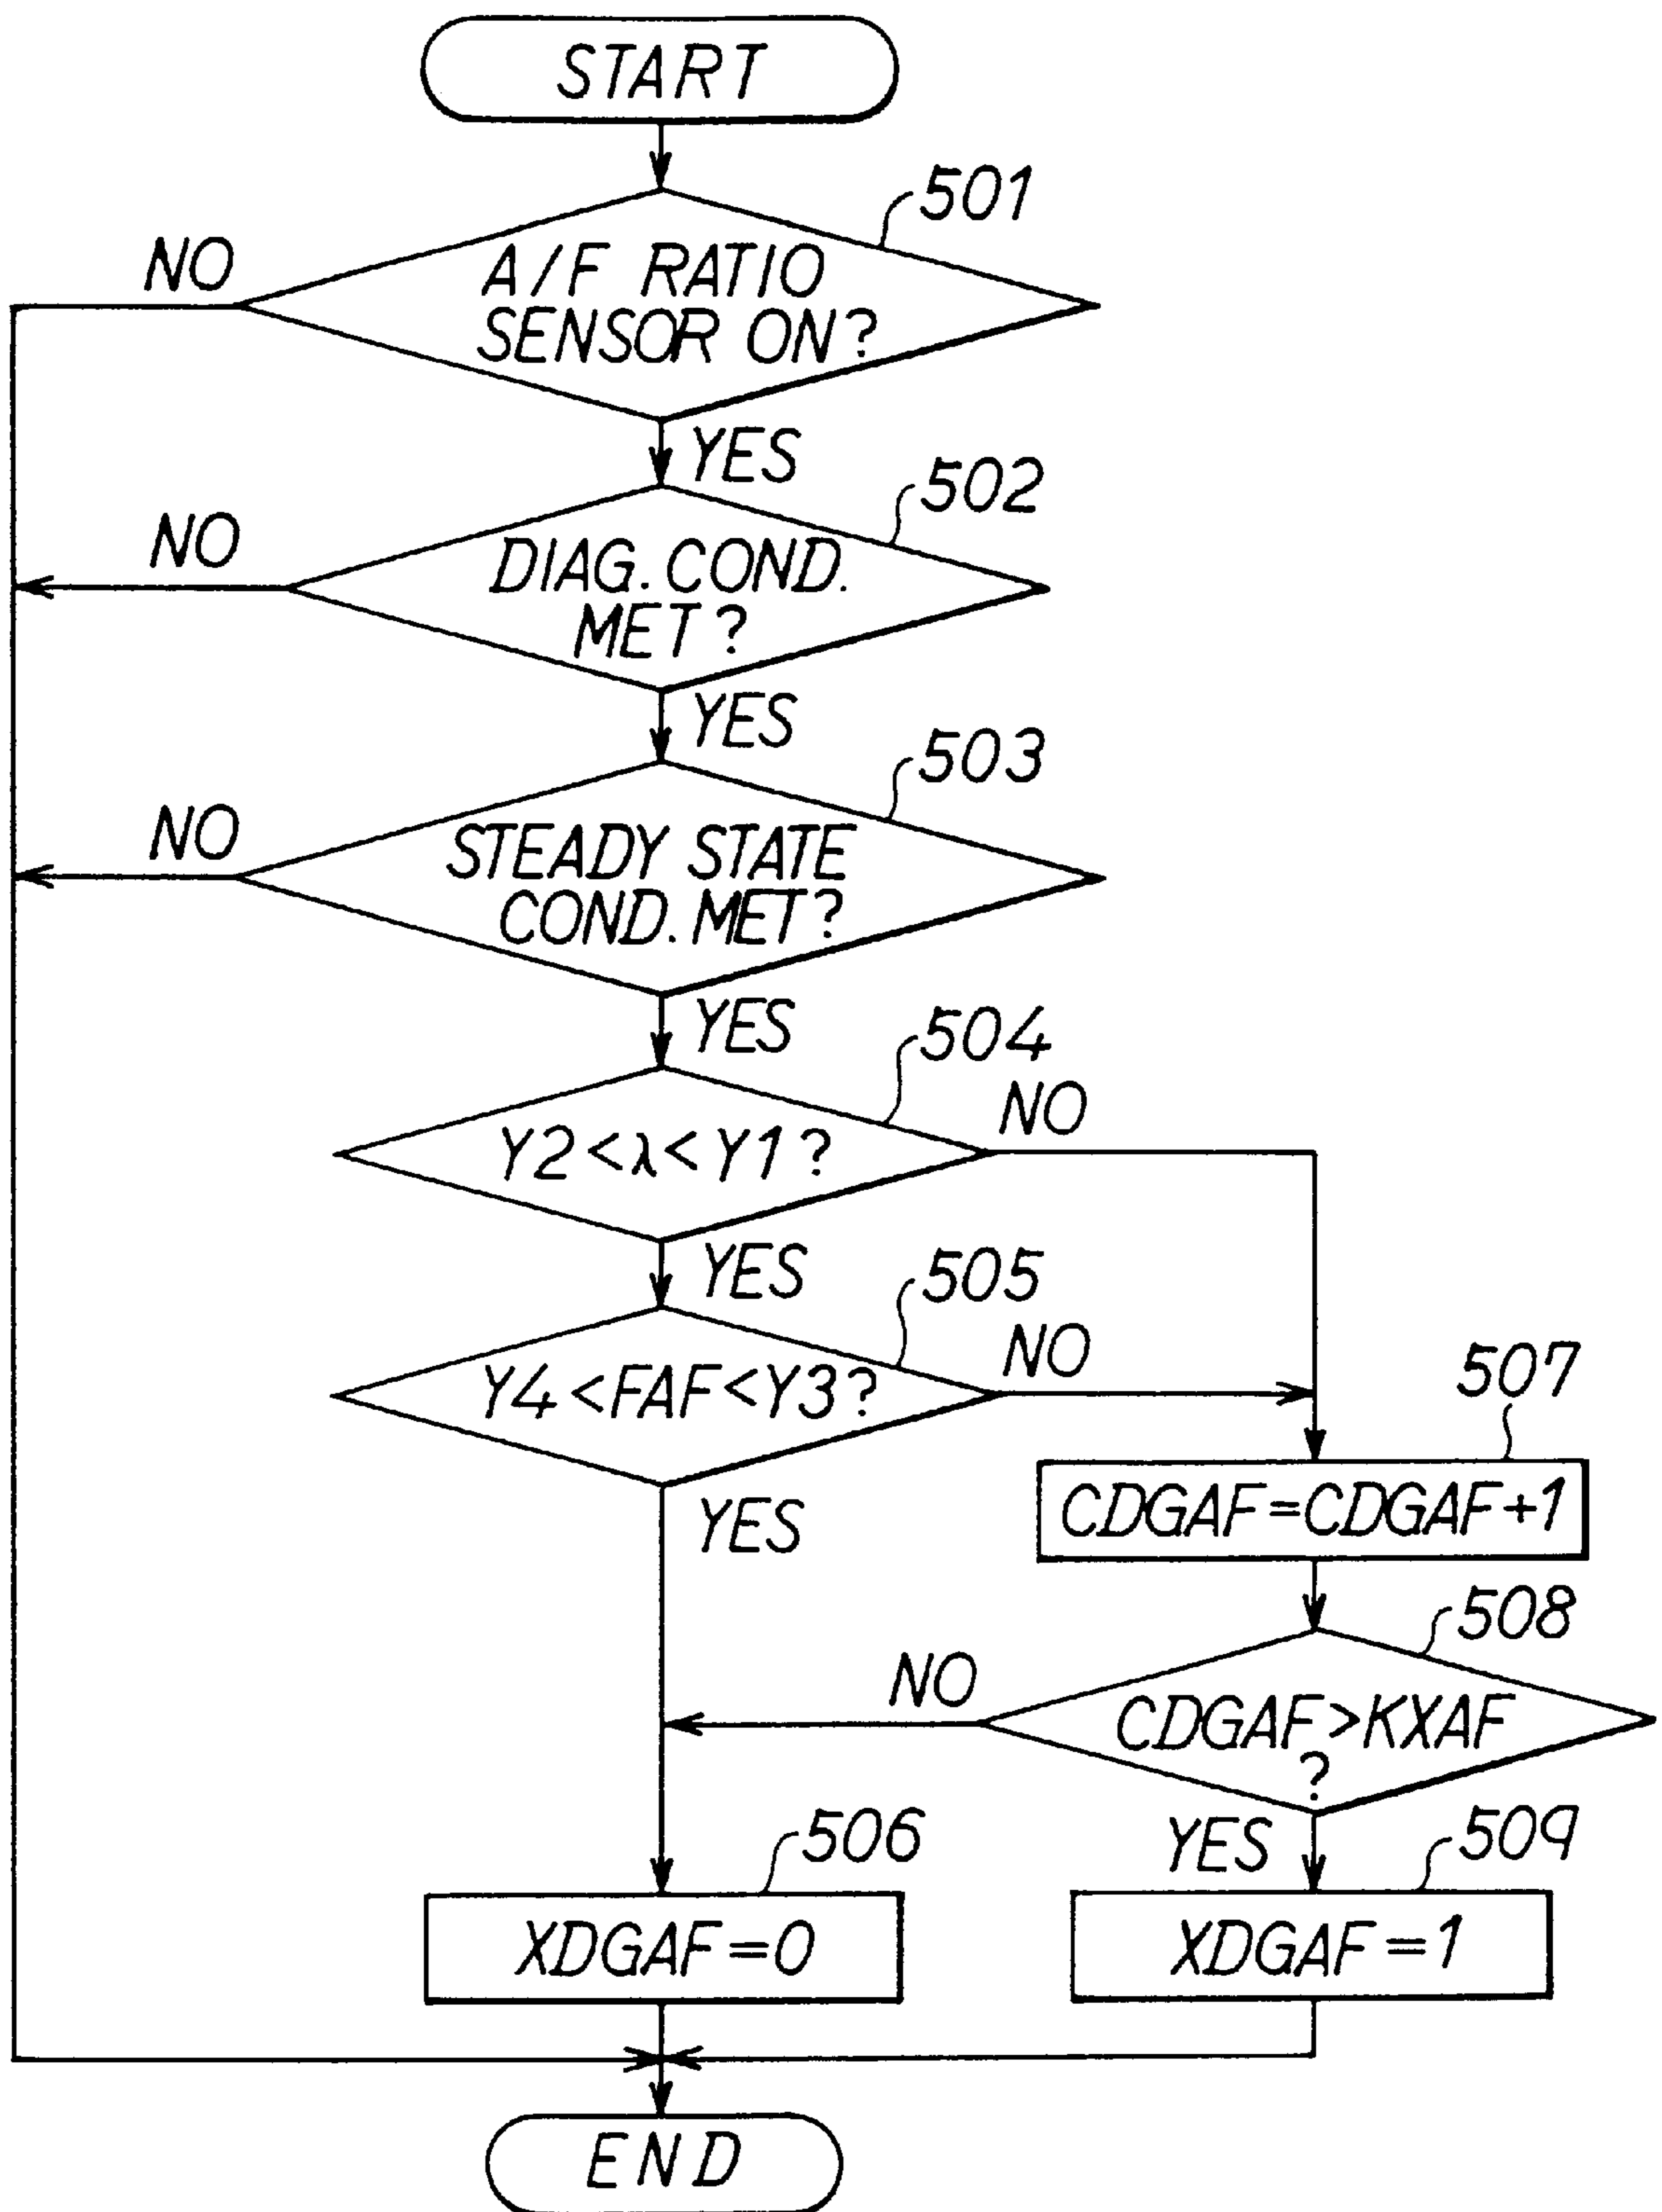 START
501
NO
A/F RATIO
SENSOR ON?
YES
502
NO
DIAG. COND.
MET?
YES
503
NO
STEADY STATE
COND. MET?
YES
504
NO
Y2<λ<Y1?
YES
505
NO
Y4<FAF<Y3?
507
YES
CDGAF=CDGAF+1
508
NO
CDGAF>KXAF
?
506
YES
509
XDGAF=0
XDGAF=1
END